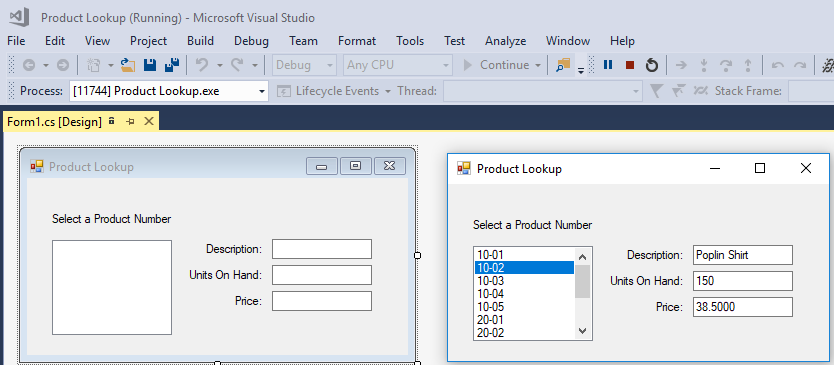 Product Lookup (Running) - Microsoft Visual Studio
File Edit View Project Build Debug Team Format Tools Test Analyze Window Help
Debug Any CPU Continue
Process: [11744] Product Lookup.exe Lifecycle Events Thread: Stack Frame:
Form1.cs [Design]
Product Lookup
Select a Product Number
Description:
Units On Hand:
Price:
Product Lookup
Select a Product Number
10-01
10-02
10-03
10-04
10-05
20-01
20-02
Description: Poplin Shirt
Units On Hand: 150
Price: 38.5000